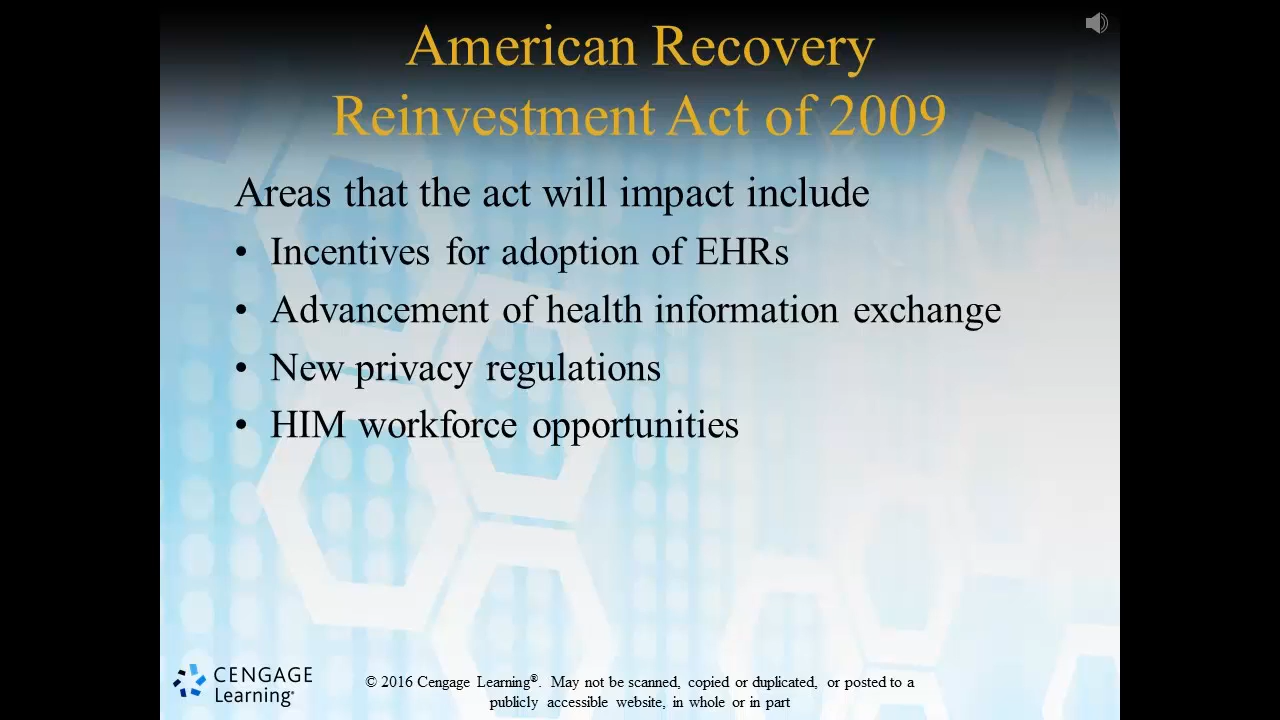 American Recovery
Reinvestment Act of 2009
Areas that the act will impact include
• Incentives for adoption of EHRs
• Advancement of health information exchange
• New privacy regulations
• HIM workforce opportunities
CENGAGE
Learning®
© 2016 Cengage Learning®. May not be scanned, copied or duplicated, or posted to a
publicly accessible website, in whole or in part